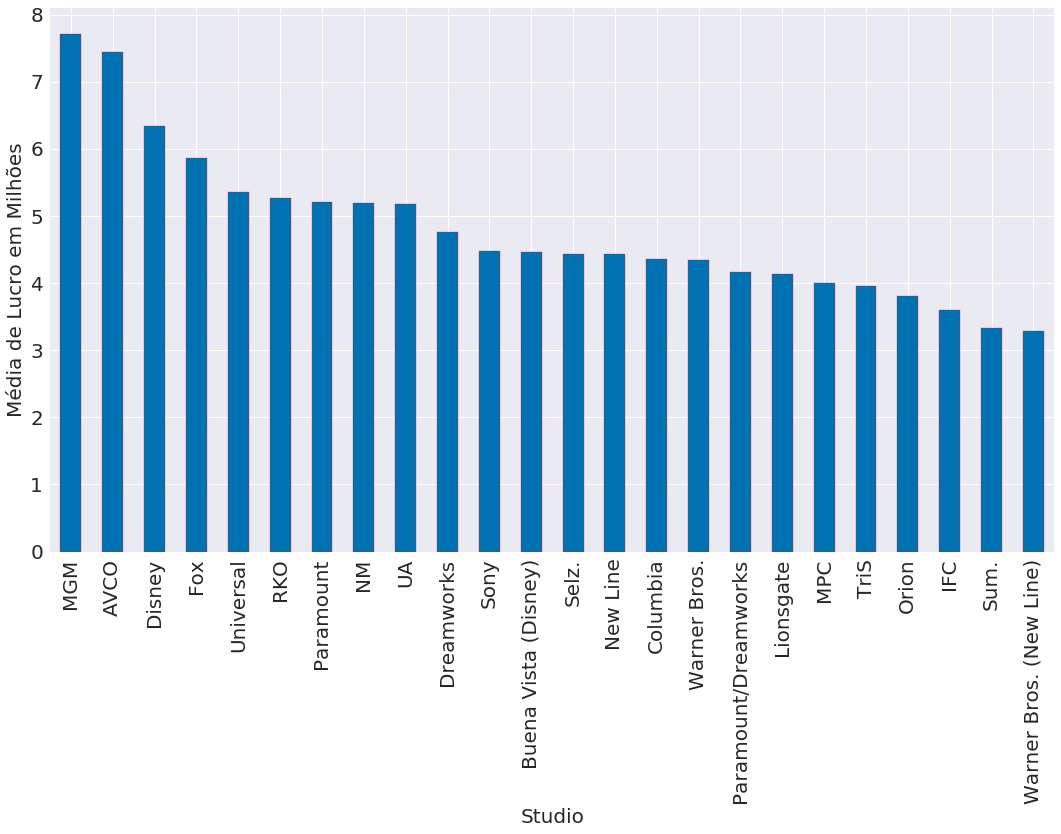 8
7
6
5
4
3
2
1
0
Média de Lucro em Milhões
MGM
AVCO
Disney
Fox
Universal
RKO
Paramount
NM
UA
Dreamworks
Sony
Buena Vista (Disney)
Selz.
New Line
Columbia
Warner Bros.
Paramount/Dreamworks
Lionsgate
MPC
TriS
Orion
IFC
Sum.
Warner Bros. (New Line)
Studio